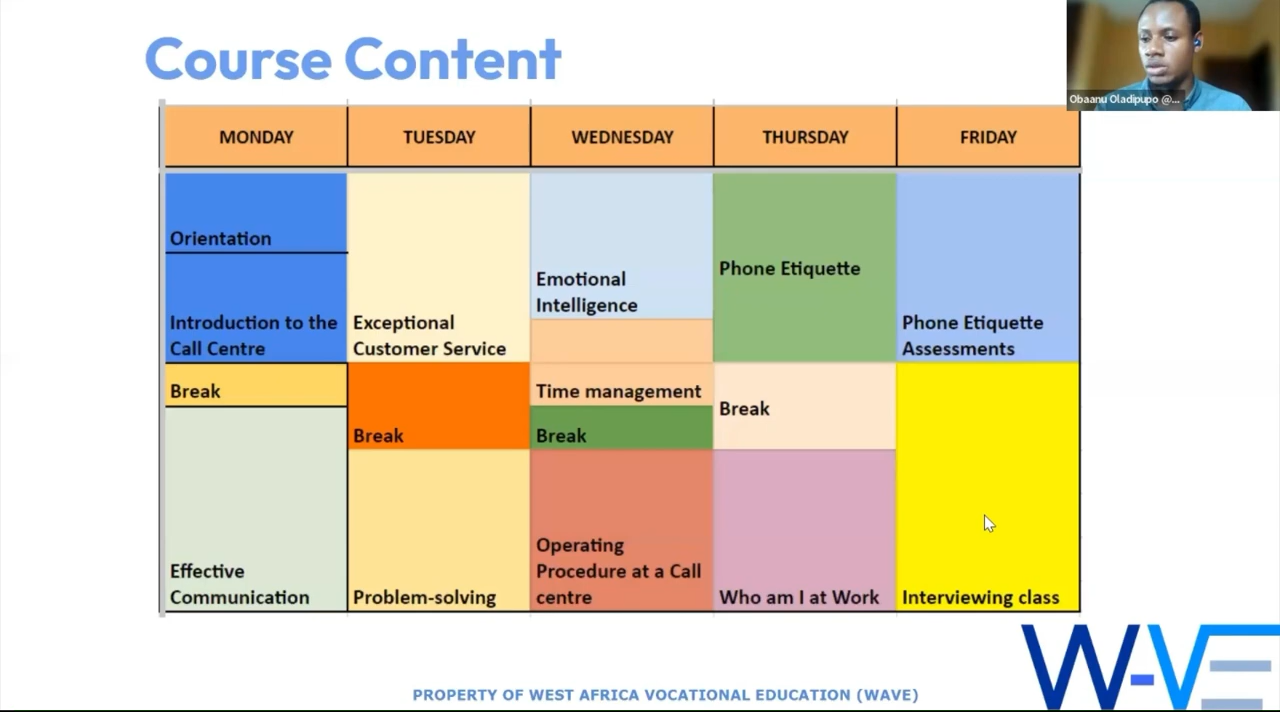 Course Content
Obaanu Oladipupo @...
MONDAY
TUESDAY
WEDNESDAY
THURSDAY
FRIDAY
Orientation
Introduction to the
Call Centre
Break
Effective
Communication
Exceptional
Customer Service
Break
Problem-solving
Emotional
Intelligence
Time management
Break
Operating
Procedure at a Call
centre
Phone Etiquette
Break
Who am I at Work
Phone Etiquette
Assessments
Interviewing class
W-VE
PROPERTY OF WEST AFRICA VOCATIONAL EDUCATION (WAVE)